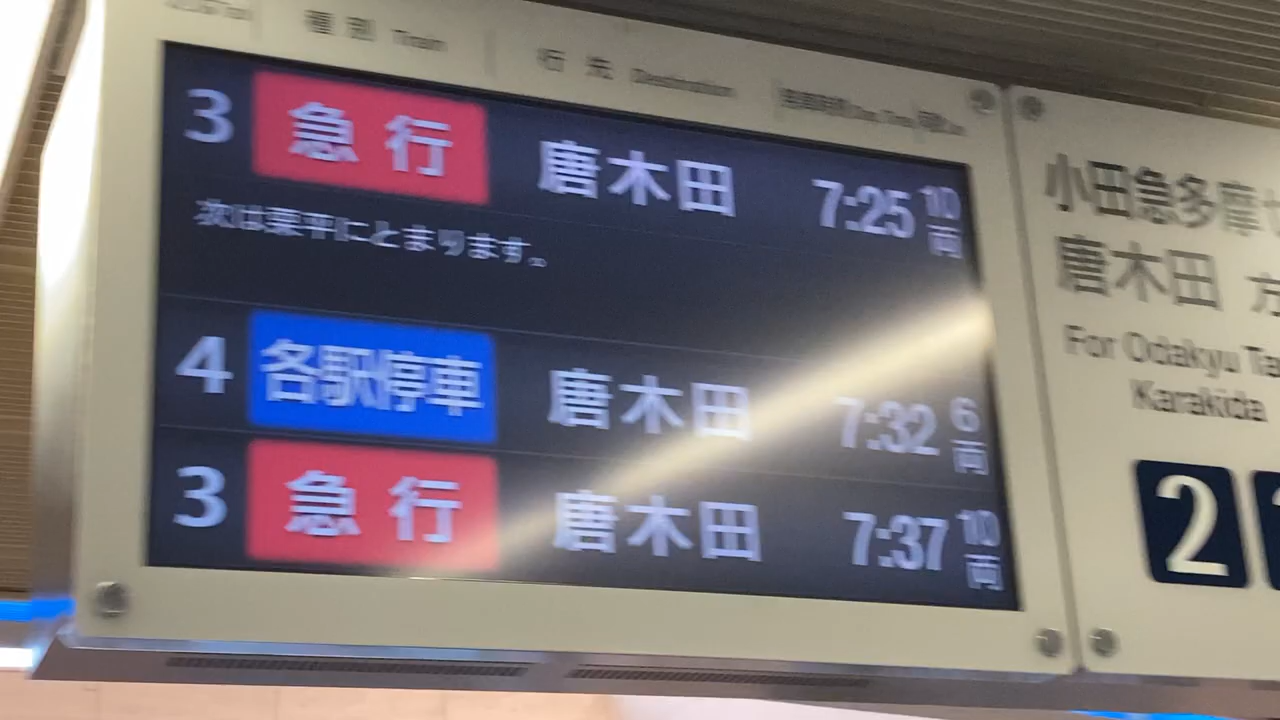 種別 Train 行先 Destination
3 急行 唐木田 7:25 10両
次は栗平にとまります。
4 各駅停車 唐木田 7:32 6両
3 急行 唐木田 7:37 10両
小田急多摩
唐木田 方
For Odakyu Ta
Karakida
2